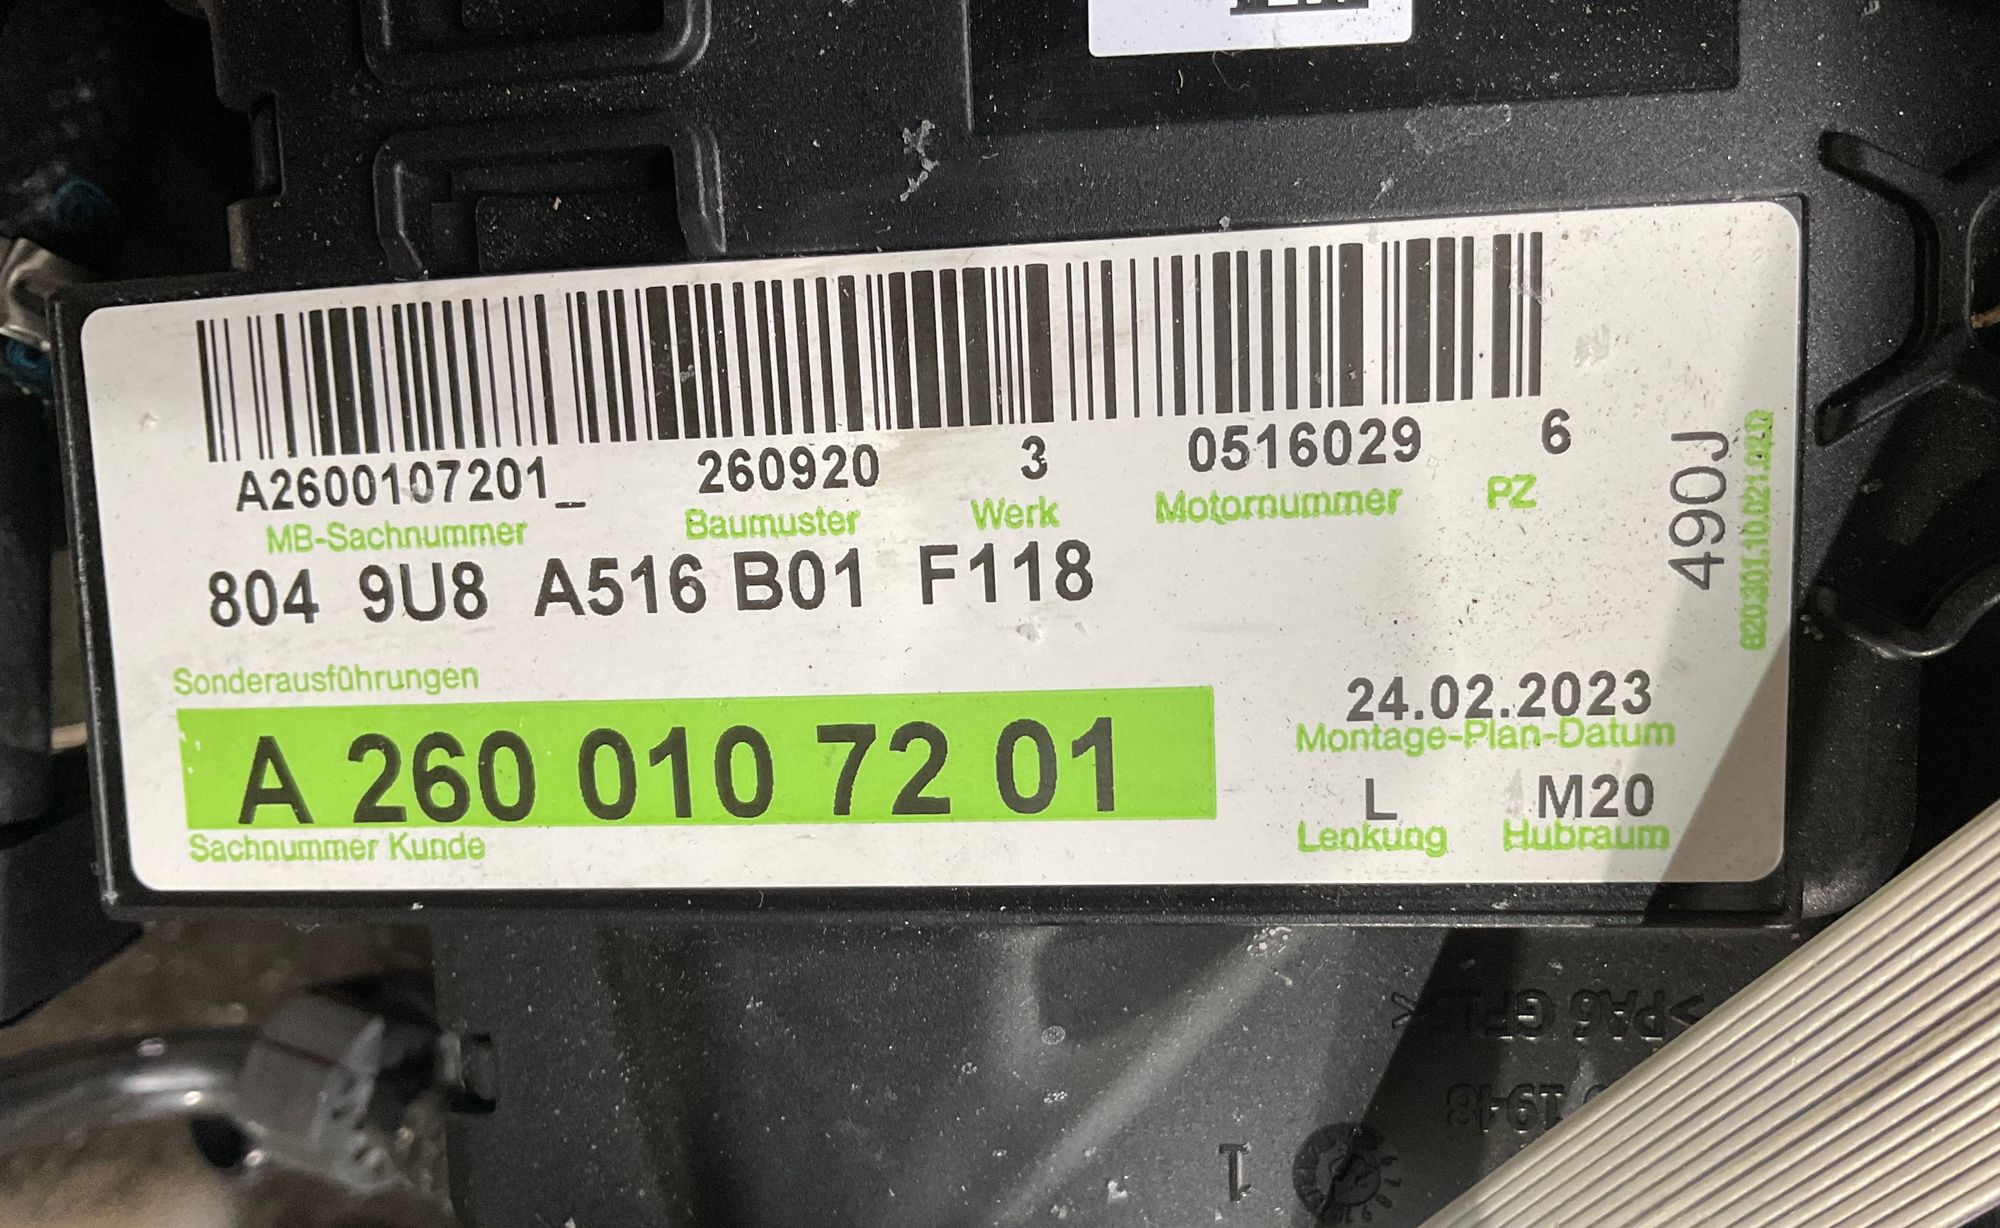 A2600107201_ 260920 3 0516029 6
MB-Sachnummer Baumuster Werk Motornummer PZ
804 9U8 A516 B01 F118
490J
Sonderausführungen
A 260 010 72 01
Sachnummer Kunde
24.02.2023
Montage-Plan-Datum
L M20
Lenkung Hubraum
1